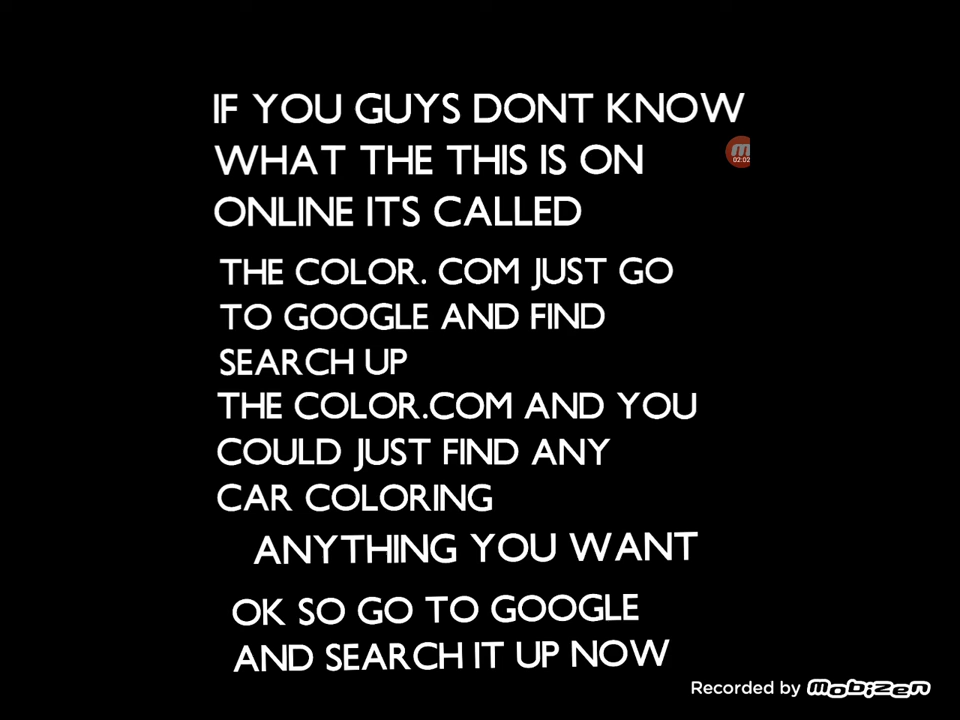 IF YOU GUYS DONT KNOW
WHAT THE THIS IS ON
ONLINE ITS CALLED
THE COLOR. COM JUST GO
TO GOOGLE AND FIND
SEARCH UP
THE COLOR.COM AND YOU
COULD JUST FIND ANY
CAR COLORING
ANYTHING YOU WANT
OK SO GO TO GOOGLE
AND SEARCH IT UP NOW
02:02
Recorded by mobizen